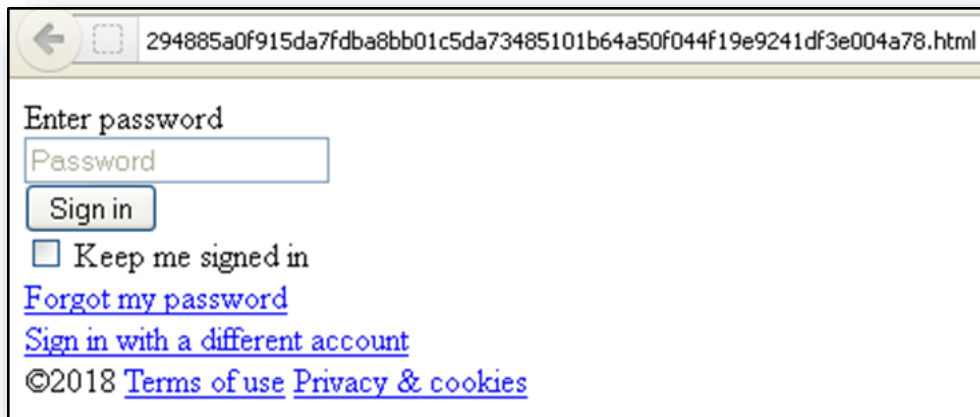 294885a0f915da7fdba8bb01c5da73485101b64a50f044f19e9241df3e004a78.html
Enter password
Password
Sign in
Keep me signed in
Forgot my password
Sign in with a different account
©2018 Terms of use Privacy & cookies